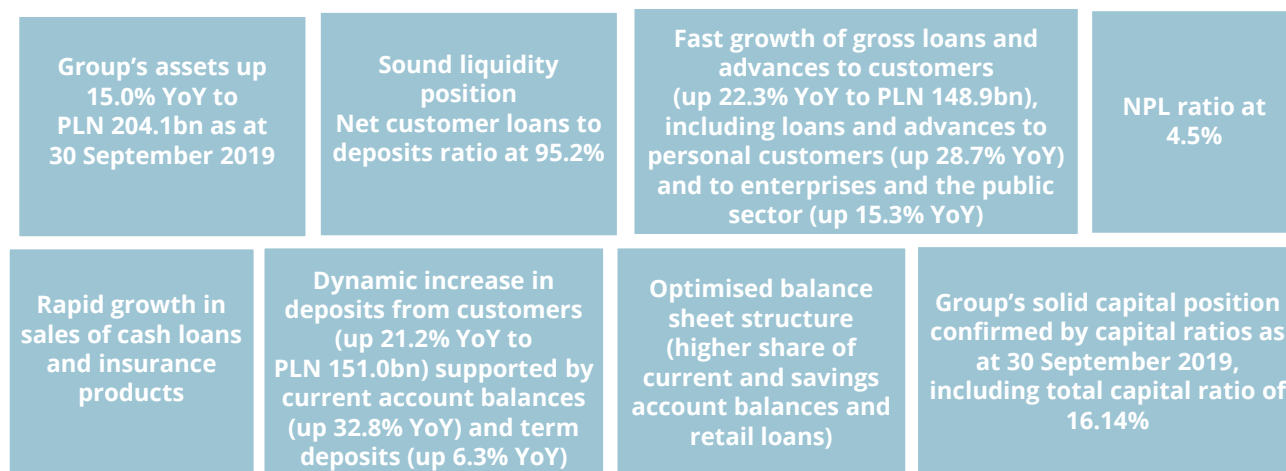 Group's assets up
15.0% YoY to
PLN 204.1bn as at
30 September 2019
Sound liquidity
position
Net customer loans to
deposits ratio at 95.2%
Fast growth of gross loans and
advances to customers
(up 22.3% YoY to PLN 148.9bn),
including loans and advances to
personal customers (up 28.7% YoY)
and to enterprises and the public
sector (up 15.3% YoY)
NPL ratio at
4.5%
Rapid growth in
sales of cash loans
and insurance
products
Dynamic increase in
deposits from customers
(up 21.2% YoY to
PLN 151.0bn) supported by
current account balances
(up 32.8% YoY) and term
deposits (up 6.3% YoY)
Optimised balance
sheet structure
(higher share of
current and savings
account balances and
retail loans)
Group's solid capital position
confirmed by capital ratios as
at 30 September 2019,
including total capital ratio of
16.14%